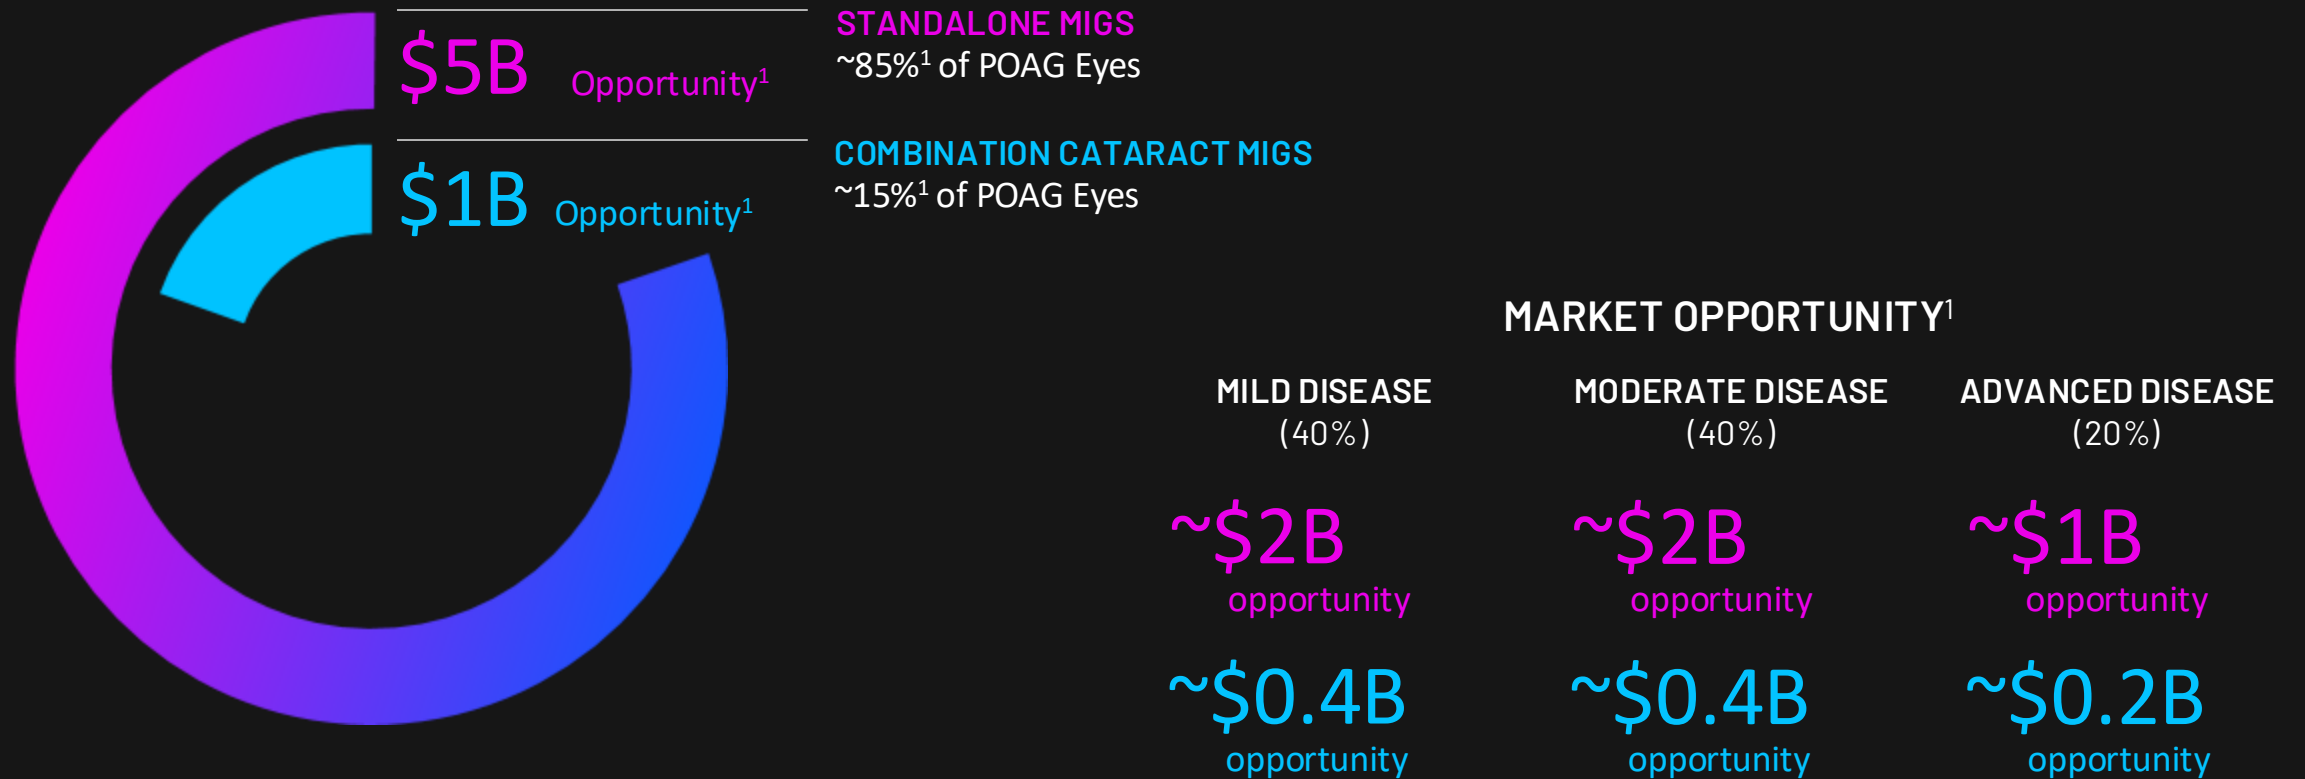 $5B Opportunity¹
STANDALONE MIGS
~85%¹ of POAG Eyes
$1B Opportunity¹
COMBINATION CATARACT MIGS
~15%¹ of POAG Eyes
MARKET OPPORTUNITY¹
MILD DISEASE MODERATE DISEASE ADVANCED DISEASE
(40%) (40%) (20%)
~$2B ~$2B ~$1B
opportunity opportunity opportunity
~$0.4B ~$0.4B ~$0.2B
opportunity opportunity opportunity